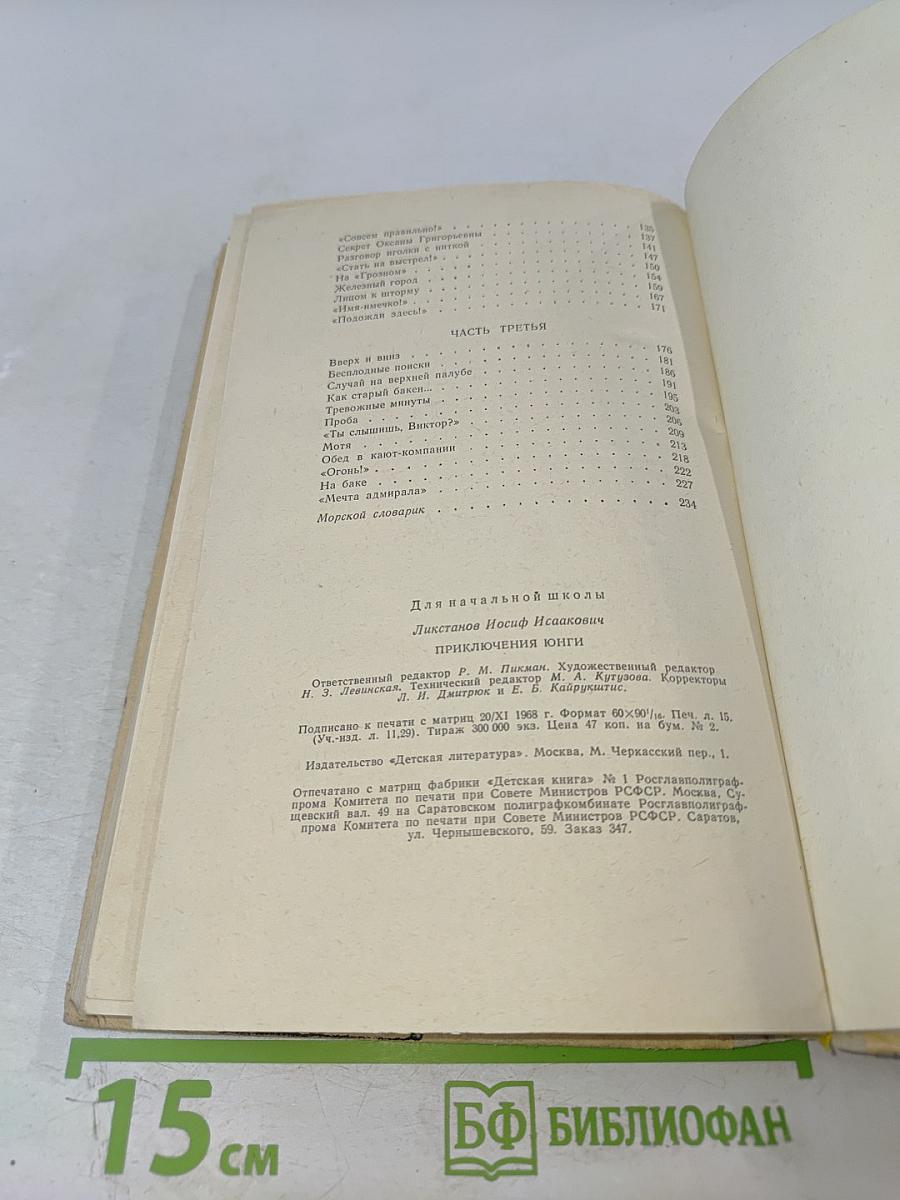 «Совсем правильно!» . . . . . . . . . . 135
Секрет Оксаны Григорьевны . . . . . . . . . . 137
Разговор иголки с ниткой . . . . . . . . . . 141
«Стать на выстрел!» . . . . . . . . . . 147
На «Грозном» . . . . . . . . . . 150
Железный город . . . . . . . . . . 154
Лицом к шторму . . . . . . . . . . 159
«Имя-имечко!» . . . . . . . . . . 167
«Подожди здесь!» . . . . . . . . . . 171
ЧАСТЬ ТРЕТЬЯ
Вверх и вниз . . . . . . . . . . 176
Бесплодные поиски . . . . . . . . . . 181
Случай на верхней палубе . . . . . . . . . . 186
Как старый бакен... . . . . . . . . . . 191
Тревожные минуты . . . . . . . . . . 195
Проба . . . . . . . . . . 203
«Ты слышишь, Виктор?» . . . . . . . . . . 206
Мотя . . . . . . . . . . 209
Обед в кают-компании . . . . . . . . . . 213
«Огонь!» . . . . . . . . . . 218
На баке . . . . . . . . . . 222
«Мечта адмирала» . . . . . . . . . . 227
Морской словарик . . . . . . . . . . 234
Для начальной школы
Ликстанов Иосиф Исаакович
ПРИКЛЮЧЕНИЯ ЮНГИ
Ответственный редактор Р. М. Пикман. Художественный редактор
Н. З. Левинская. Технический редактор М. А. Кутузова. Корректоры
Л. И. Дмитрюк и Е. Б. Кайрукштис.
Подписано к печати с матриц 20/XI 1968 г. Формат 60×90¹/₁₆. Печ. л. 15.
(Уч.-изд. л. 11,29). Тираж 300 000 экз. Цена 47 коп. на бум. № 2.
Издательство «Детская литература». Москва, М. Черкасский пер., 1.
Отпечатано с матриц фабрики «Детская книга» № 1 Росглавполиграф-
прома Комитета по печати при Совете Министров РСФСР. Москва, Су-
щевский вал. 49 на Саратовском полиграфкомбинате Росглавполиграф-
прома Комитета по печати при Совете Министров РСФСР. Саратов,
ул. Чернышевского, 59. Заказ 347.
15 см
БФ БИБЛИОФАН